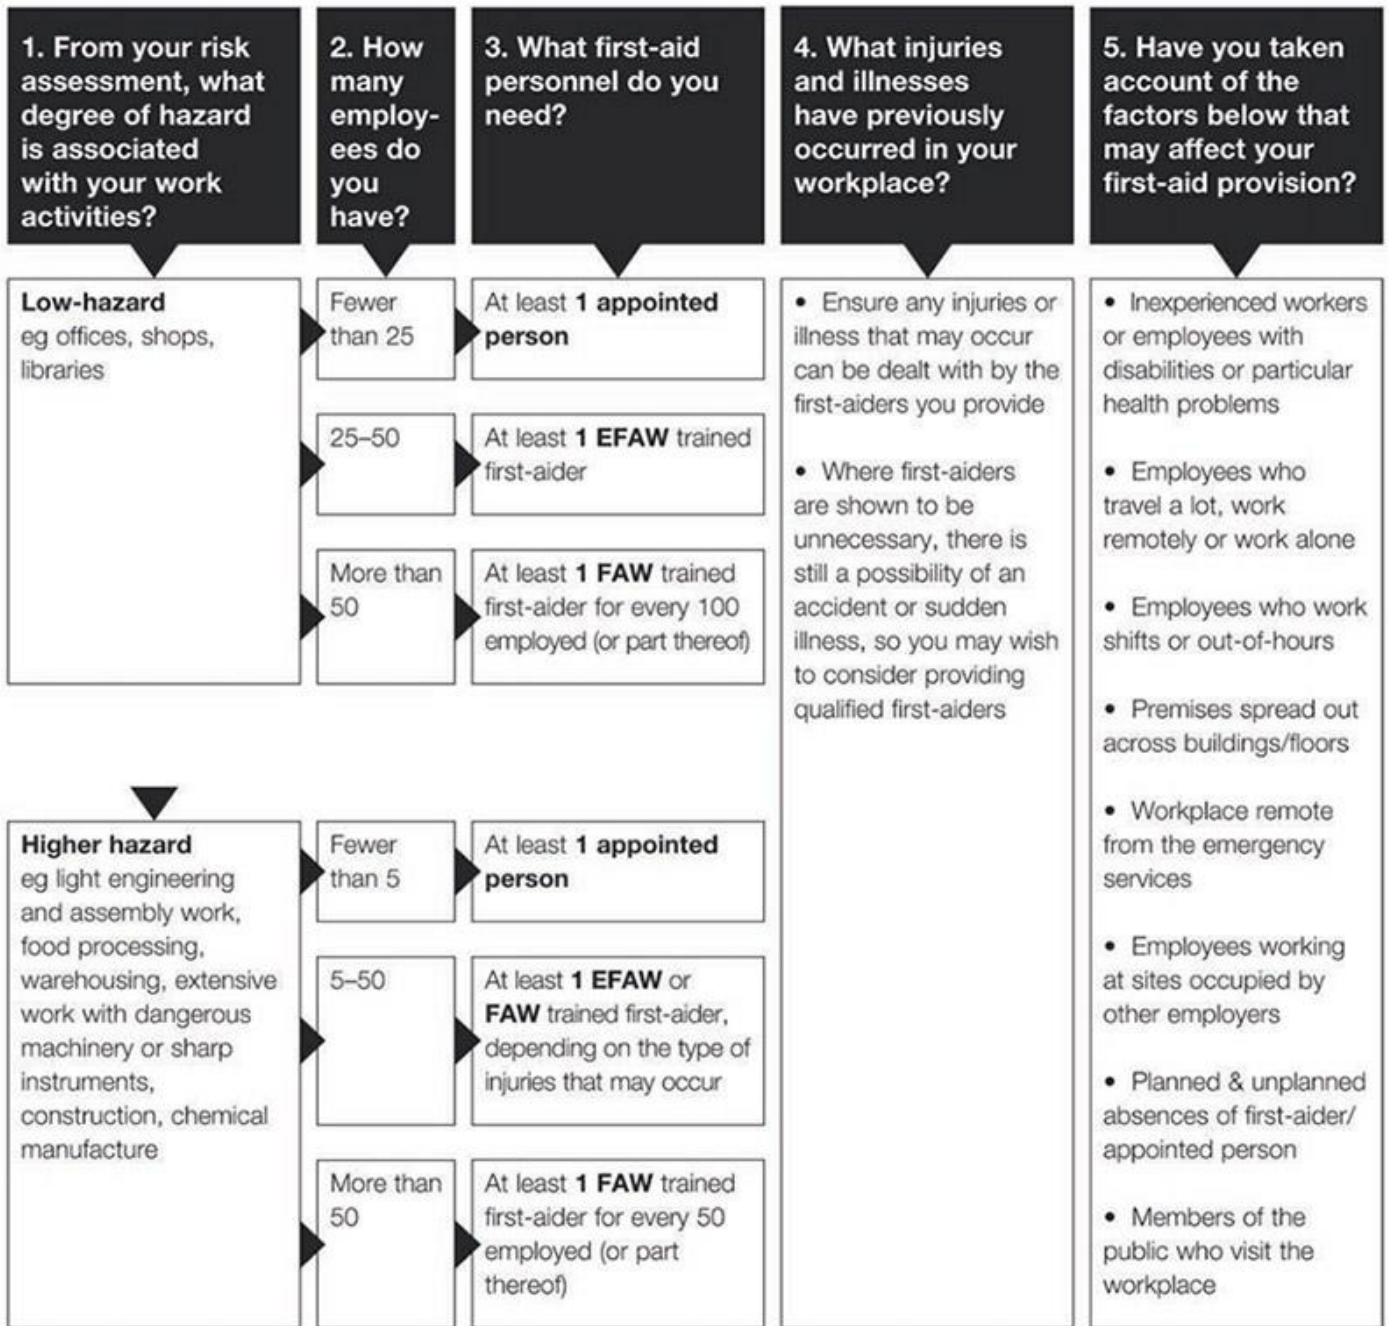 1. From your risk
assessment, what
degree of hazard
is associated
with your work
activities?
2. How
many
employ-
ees do
you
have?
3. What first-aid
personnel do you
need?
4. What injuries
and illnesses
have previously
occurred in your
workplace?
5. Have you taken
account of the
factors below that
may affect your
first-aid provision?
Low-hazard
eg offices, shops,
libraries
Fewer
than 25
At least 1 appointed
person
25–50
At least 1 EFAW trained
first-aider
More than
50
At least 1 FAW trained
first-aider for every 100
employed (or part thereof)
Higher hazard
eg light engineering
and assembly work,
food processing,
warehousing, extensive
work with dangerous
machinery or sharp
instruments,
construction, chemical
manufacture
Fewer
than 5
At least 1 appointed
person
5–50
At least 1 EFAW or
FAW trained first-aider,
depending on the type of
injuries that may occur
More than
50
At least 1 FAW trained
first-aider for every 50
employed (or part
thereof)
• Ensure any injuries or
illness that may occur
can be dealt with by the
first-aiders you provide
• Where first-aiders
are shown to be
unnecessary, there is
still a possibility of an
accident or sudden
illness, so you may wish
to consider providing
qualified first-aiders
• Inexperienced workers
or employees with
disabilities or particular
health problems
• Employees who
travel a lot, work
remotely or work alone
• Employees who work
shifts or out-of-hours
• Premises spread out
across buildings/floors
• Workplace remote
from the emergency
services
• Employees working
at sites occupied by
other employers
• Planned & unplanned
absences of first-aider/
appointed person
• Members of the
public who visit the
workplace